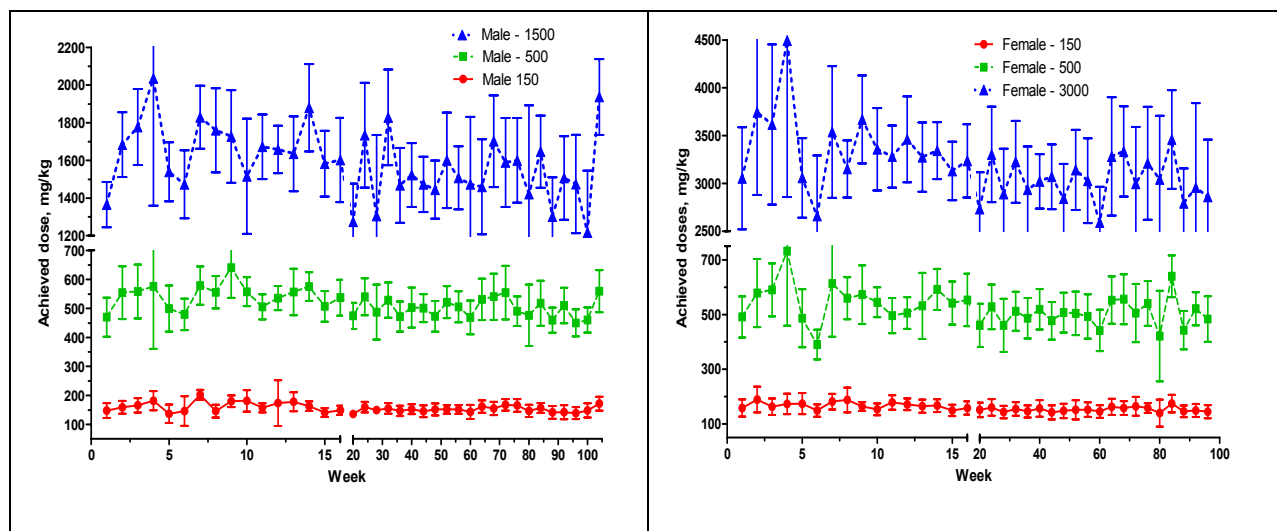 Male - 1500
Male - 500
Male 150
Achieved doses, mg/kg
2200
2000
1800
1600
1400
1200
700
600
500
400
300
200
100
0 5 10 15 20 30 40 50 60 70 80 90 100
Week
Female - 150
Female - 500
Female - 3000
Achieved doses, mg/kg
4500
4000
3500
3000
2500
700
500
300
100
0 5 10 15 20 40 60 80 100
Week